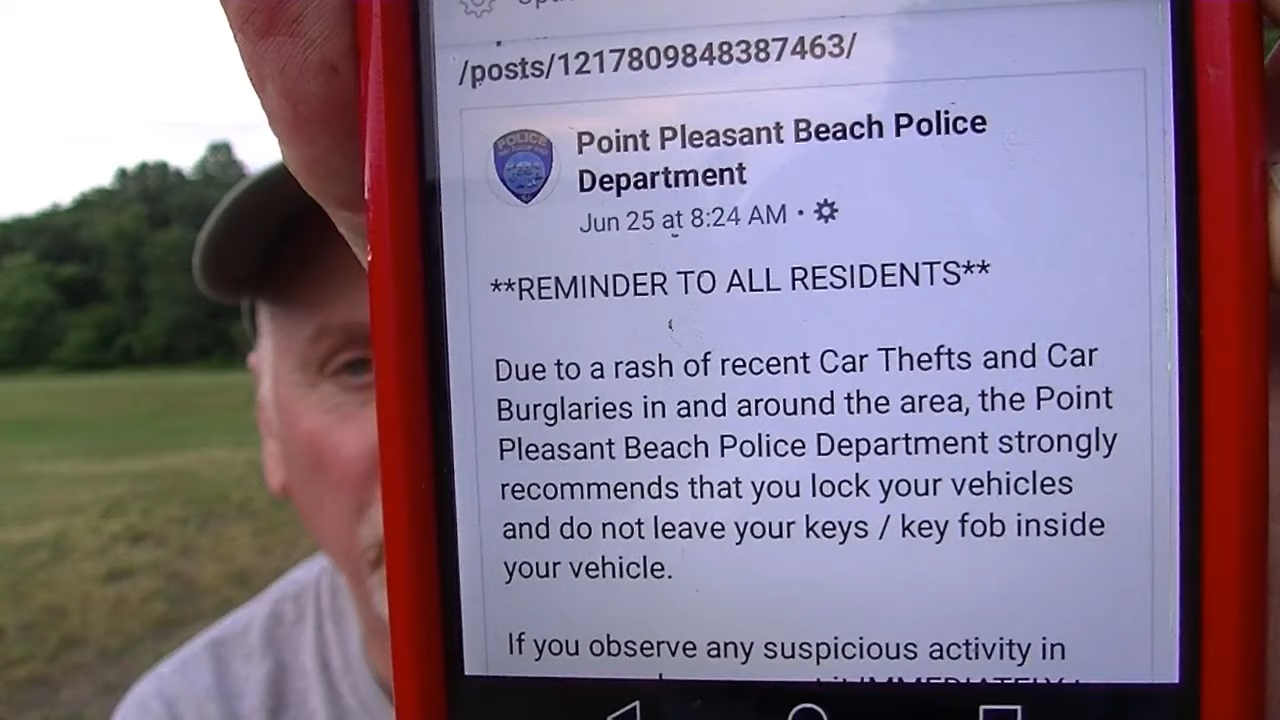 /posts/1217809848387463/
POLICE
Point Pleasant Beach Police
Department
Jun 25 at 8:24 AM •
**REMINDER TO ALL RESIDENTS**
Due to a rash of recent Car Thefts and Car
Burglaries in and around the area, the Point
Pleasant Beach Police Department strongly
recommends that you lock your vehicles
and do not leave your keys / key fob inside
your vehicle.
If you observe any suspicious activity in
IMMEDIATELY